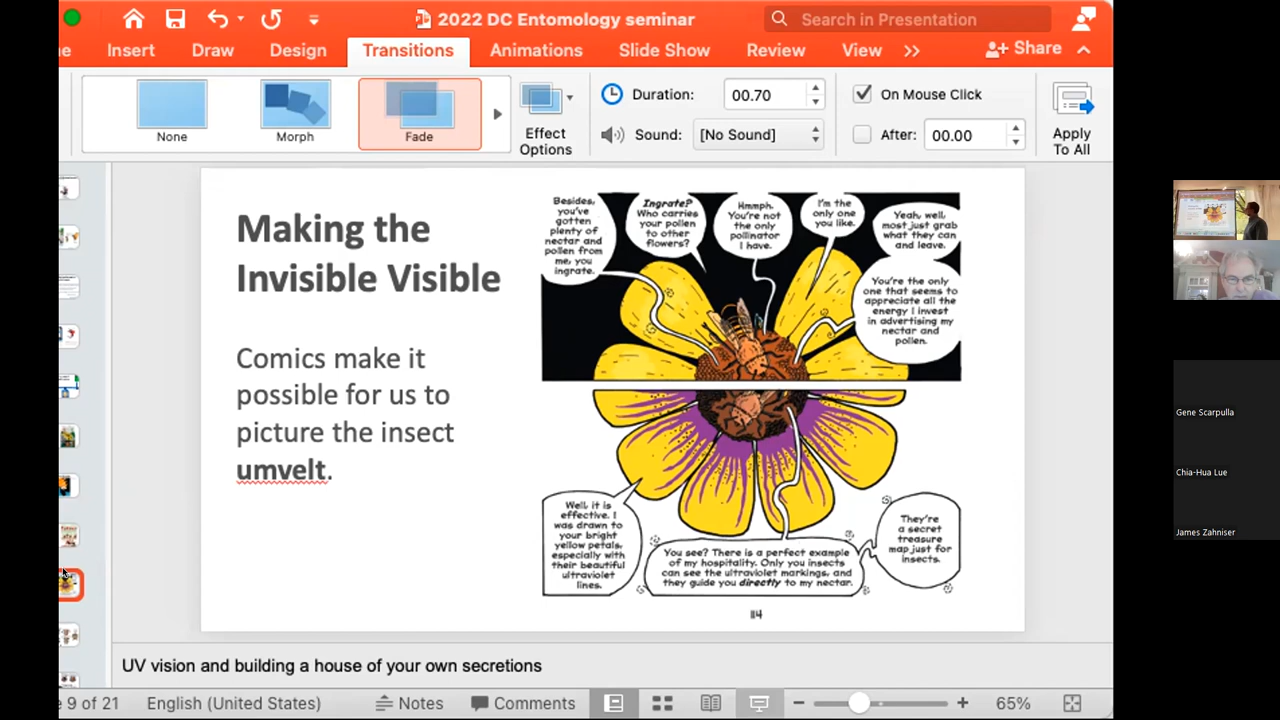 2022 DC Entomology seminar
Search in Presentation
Insert
Draw
Design
Transitions
Animations
Slide Show
Review
View
Share
None
Morph
Fade
Effect
Options
Duration:
00.70
Sound:
[No Sound]
On Mouse Click
After:
00.00
Apply
To All
Making the
Invisible Visible
Comics make it
possible for us to
picture the insect
umvelt.
Besides,
you've
gotten
plenty of
nectar and
pollen from
me, you
ingrate.
Ingrate?
Who carries
your pollen
to other
flowers?
Hmmph.
You're not
the only
pollinator
I have.
I'm the
only one
you like.
Yeah, well,
most just grab
what they can
and leave.
You're the only
one that seems to
appreciate all the
energy I invest
in advertising my
nectar and
pollen.
Well, it is
effective. I
was drawn to
your bright
yellow petals,
especially with
their beautiful
ultraviolet
lines.
You see? There is a perfect example
of my hospitality. Only you insects
can see the ultraviolet markings, and
they guide you directly to my nectar.
They're
a secret
treasure
map just for
insects.
114
UV vision and building a house of your own secretions
9 of 21
English (United States)
Notes
Comments
65%
Gene Scarpulla
Chia-Hua Lue
James Zahniser